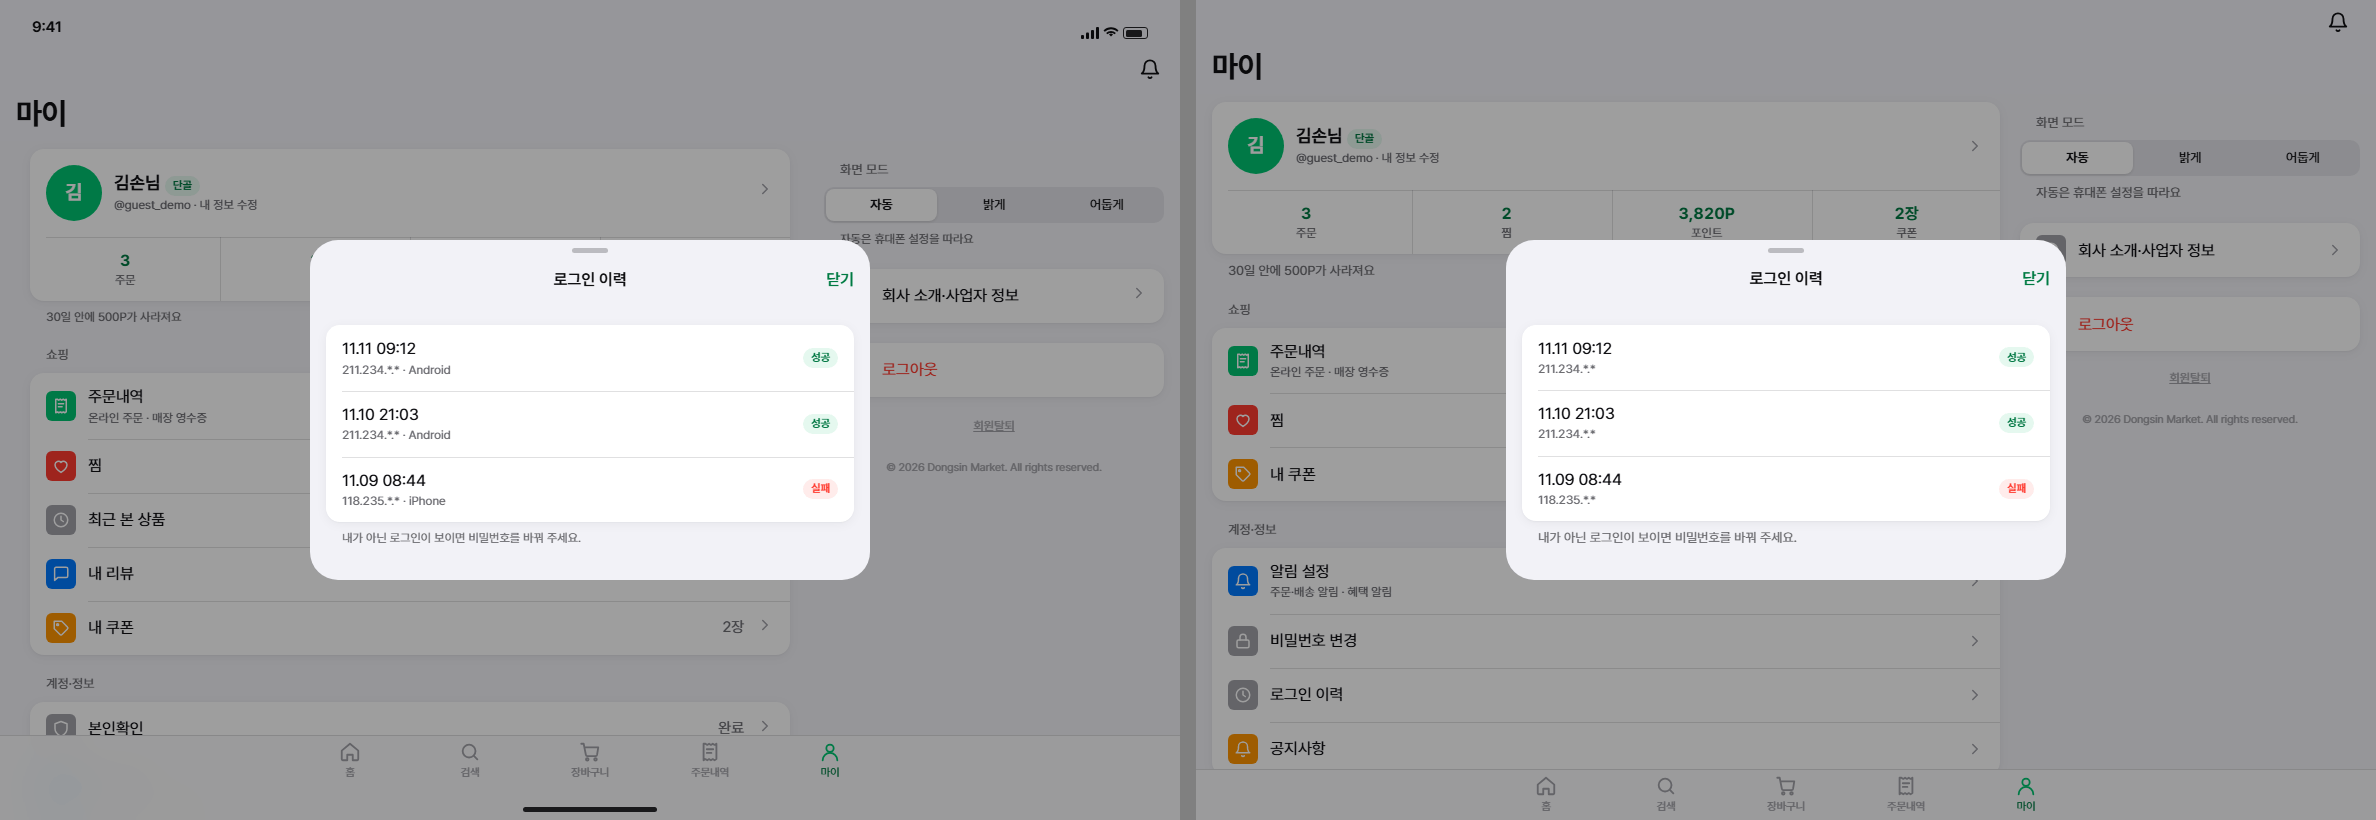 9:41
마이
김
김손님 단골
@guest_demo · 내 정보 수정
3
주문
30일 안에 500P가 사라져요
쇼핑
주문내역
온라인 주문 · 매장 영수증
찜
최근 본 상품
내 리뷰
내 쿠폰
2장
계정·정보
본인확인
완료
화면 모드
자동
밝게
어둡게
자동은 휴대폰 설정을 따라요
회사 소개·사업자 정보
로그아웃
회원탈퇴
© 2026 Dongsin Market. All rights reserved.
로그인 이력
닫기
11.11 09:12
211.234.*.* · Android
성공
11.10 21:03
211.234.*.* · Android
성공
11.09 08:44
118.235.*.* · iPhone
실패
내가 아닌 로그인이 보이면 비밀번호를 바꿔 주세요.
홈
검색
장바구니
주문내역
마이
마이
김
김손님 단골
@guest_demo · 내 정보 수정
3
주문
2
찜
3,820P
포인트
2장
쿠폰
30일 안에 500P가 사라져요
쇼핑
주문내역
온라인 주문 · 매장 영수증
찜
내 쿠폰
계정·정보
알림 설정
주문·배송 알림 · 혜택 알림
비밀번호 변경
로그인 이력
공지사항
화면 모드
자동
밝게
어둡게
자동은 휴대폰 설정을 따라요
회사 소개·사업자 정보
로그아웃
회원탈퇴
© 2026 Dongsin Market. All rights reserved.
로그인 이력
닫기
11.11 09:12
211.234.*.*
성공
11.10 21:03
211.234.*.*
성공
11.09 08:44
118.235.*.*
실패
내가 아닌 로그인이 보이면 비밀번호를 바꿔 주세요.
홈
검색
장바구니
주문내역
마이